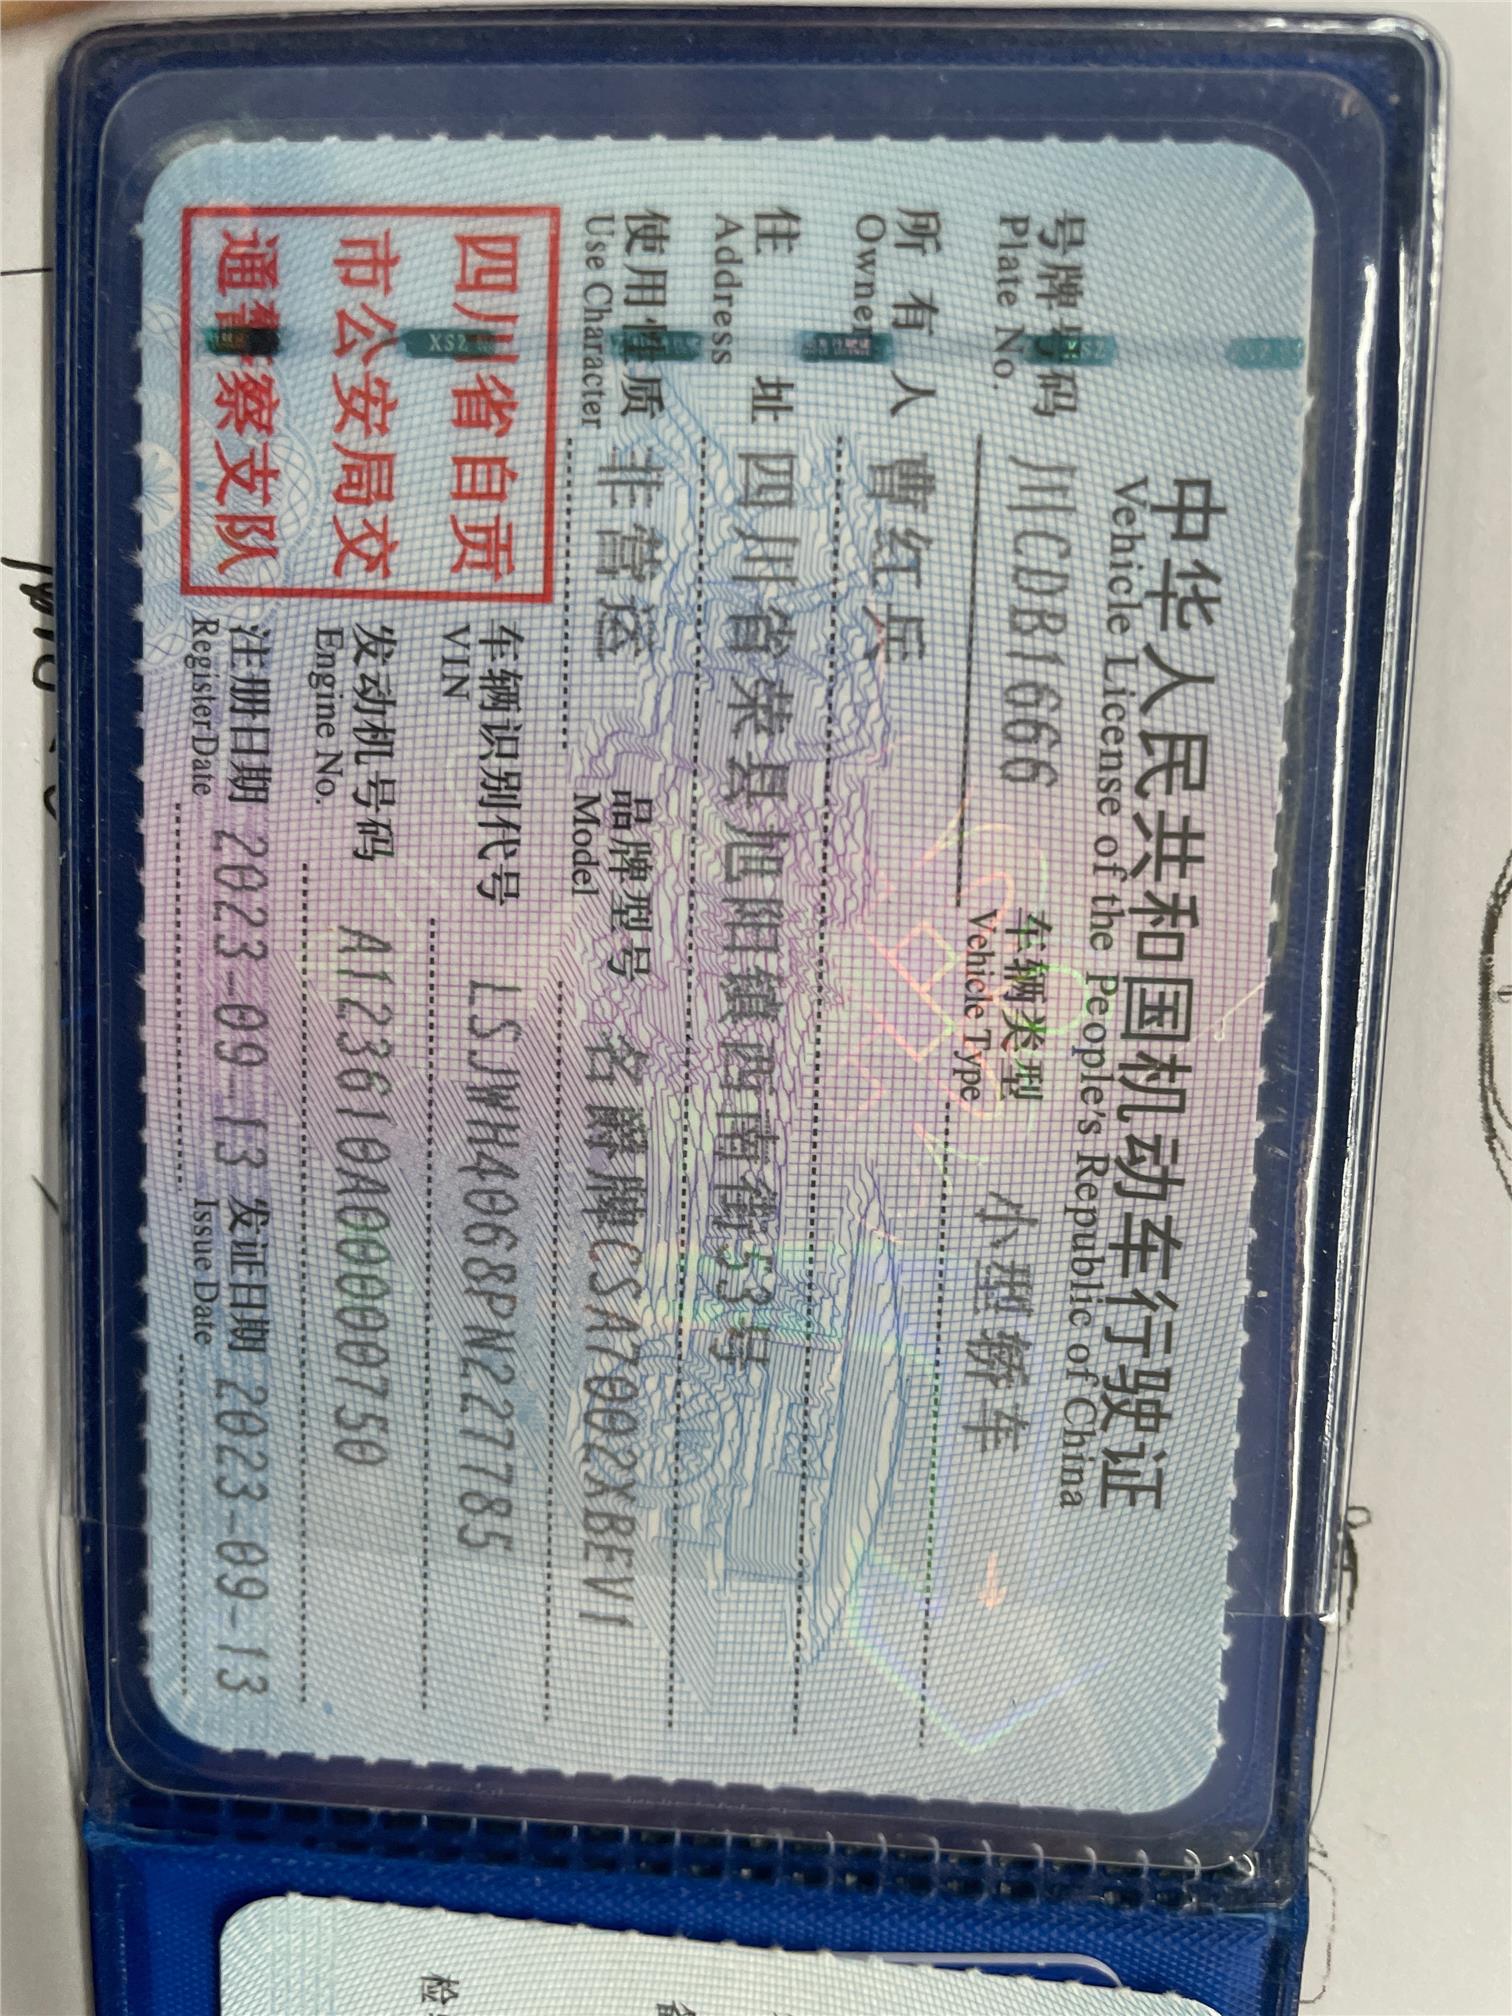 中华人民共和国机动车行驶证
Vehicle License of the People's Republic of China
号牌号码 川CDB1666 车辆类型 小型轿车
Plate No. Vehicle Type
所有人 曹红兵
Owner
住址 四川省荣县旭阳镇西南街53号
Address
使用性质 非营运 品牌型号 名爵牌CSA7002XBEV1
Use Character Model
四川省自贡
市公安局交
通警察支队
车辆识别代号 LSJWH4068PN227785
VIN
发动机号码 A123610A0000000750
Engine No.
注册日期 2023-09-13 发证日期 2023-09-13
Register Date Issue Date
XSZ